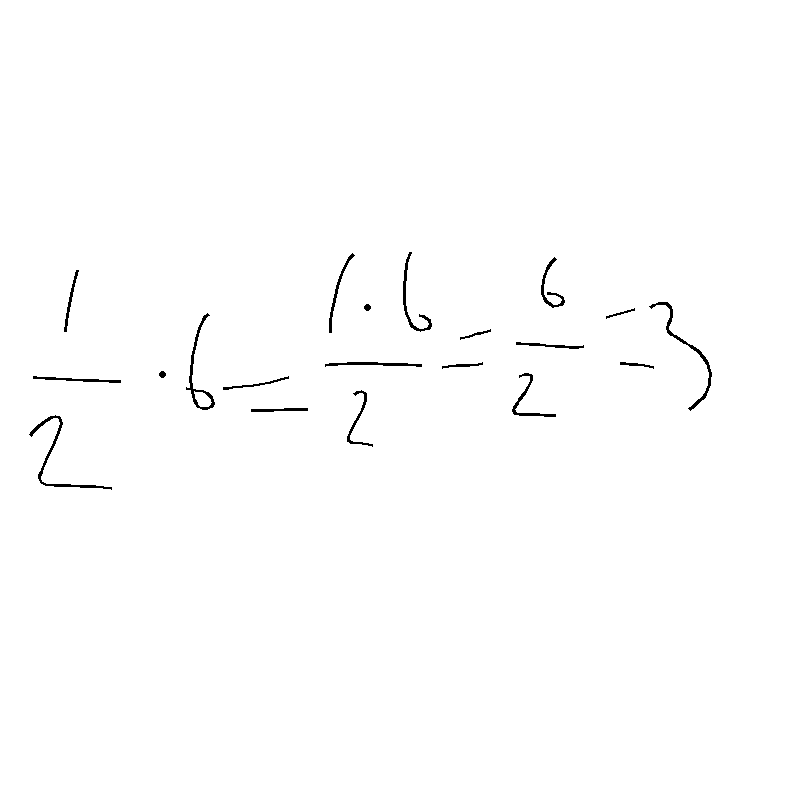 1/2 · 6 = 1·6/2 = 6/2 = 3